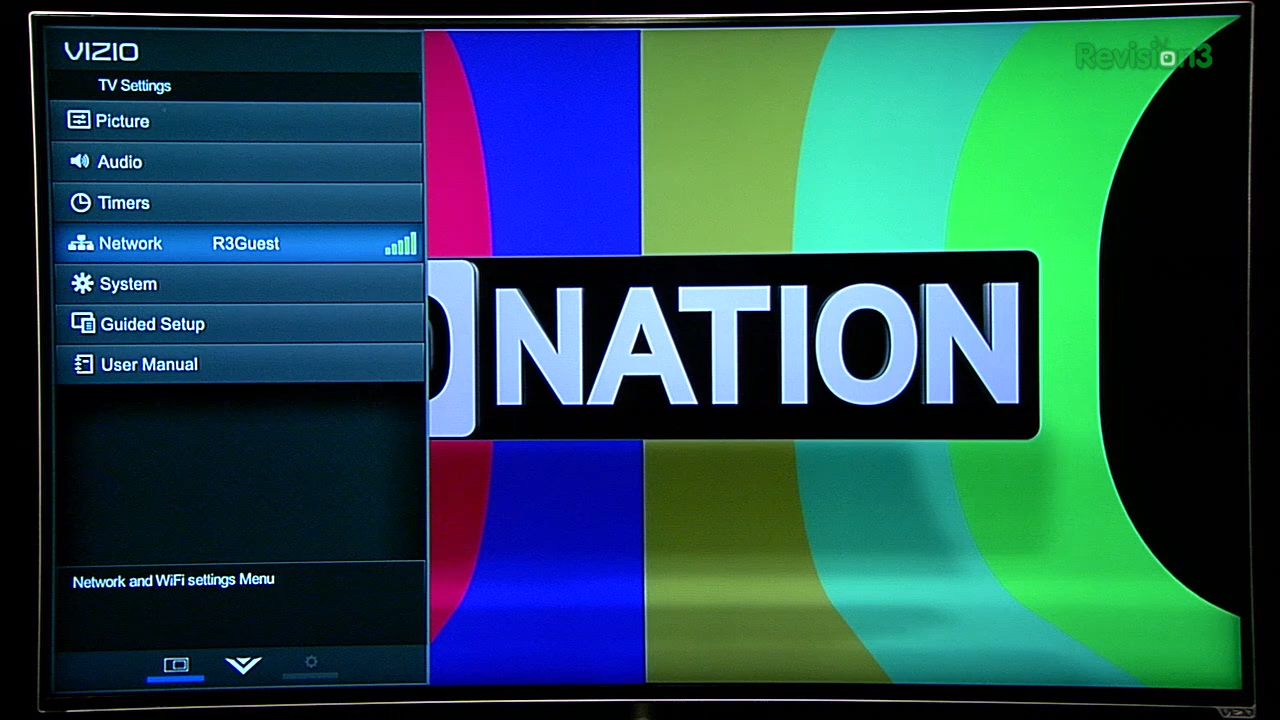 VIZIO
TV Settings
Picture
Audio
Timers
Network R3Guest
System
Guided Setup
User Manual
Network and WiFi settings Menu
NATION
Revision3